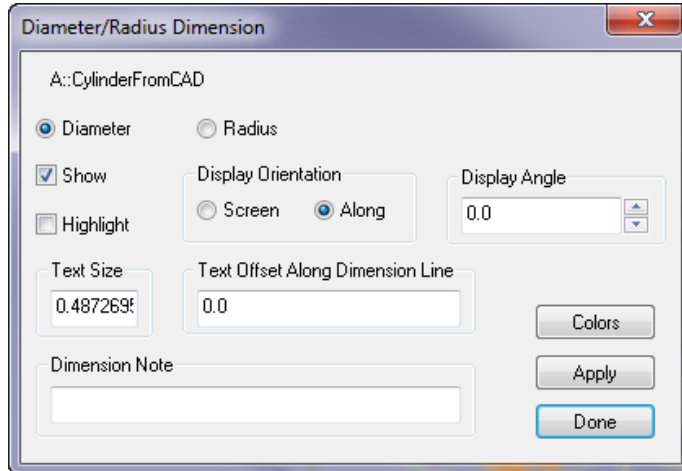 Diameter/Radius Dimension
A::CylinderFromCAD
Diameter
Radius
Show
Display Orientation
Display Angle
Screen
Along
0.0
Highlight
Text Size
Text Offset Along Dimension Line
0.487269
0.0
Colors
Dimension Note
Apply
Done